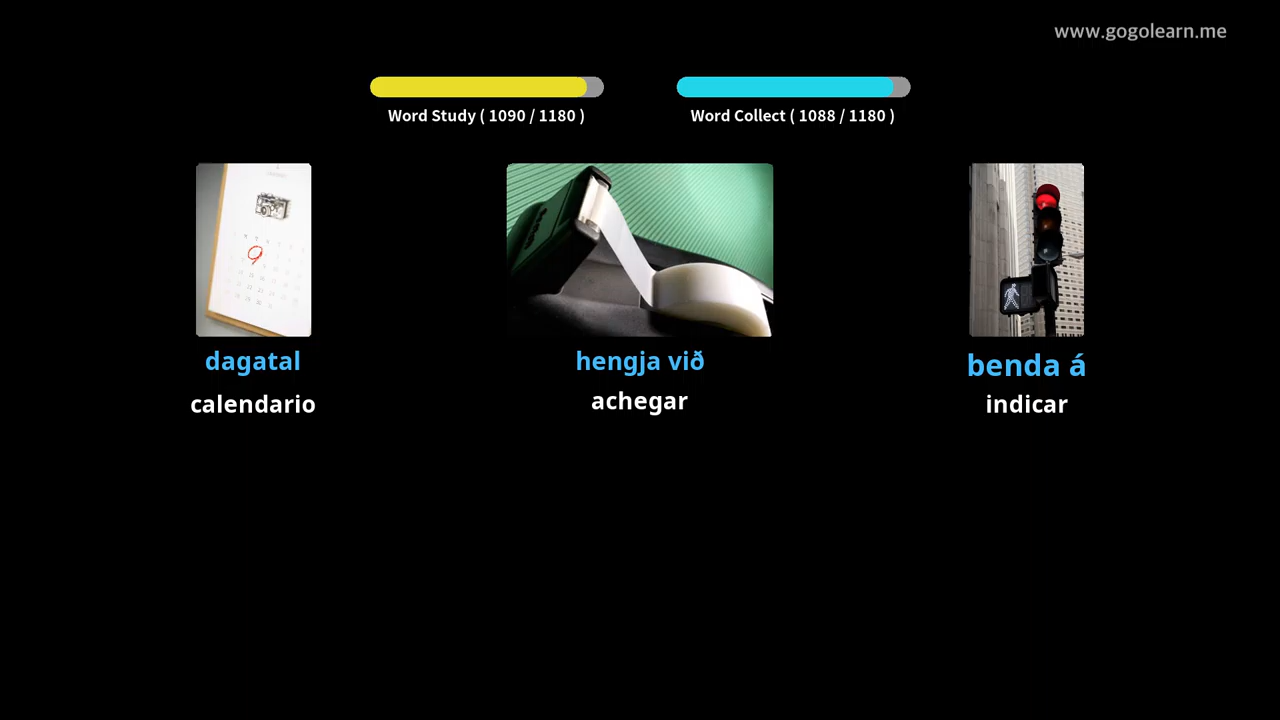 www.gogolearn.me
Word Study ( 1090 / 1180 )
Word Collect ( 1088 / 1180 )
dagatal
hengja við
benda á
calendario
achegar
indicar